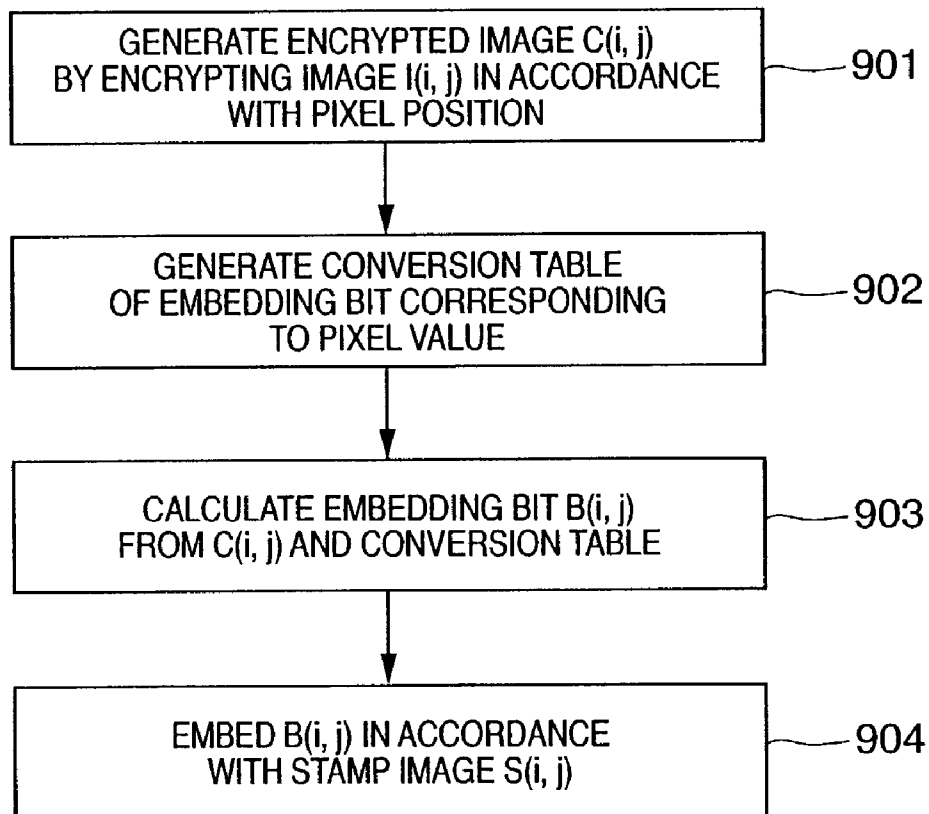 GENERATE ENCRYPTED IMAGE C(i, j)
BY ENCRYPTING IMAGE I(i, j) IN ACCORDANCE
WITH PIXEL POSITION
901
GENERATE CONVERSION TABLE
OF EMBEDDING BIT CORRESPONDING
TO PIXEL VALUE
902
CALCULATE EMBEDDING BIT B(i, j)
FROM C(i, j) AND CONVERSION TABLE
903
EMBED B(i, j) IN ACCORDANCE
WITH STAMP IMAGE S(i, j)
904